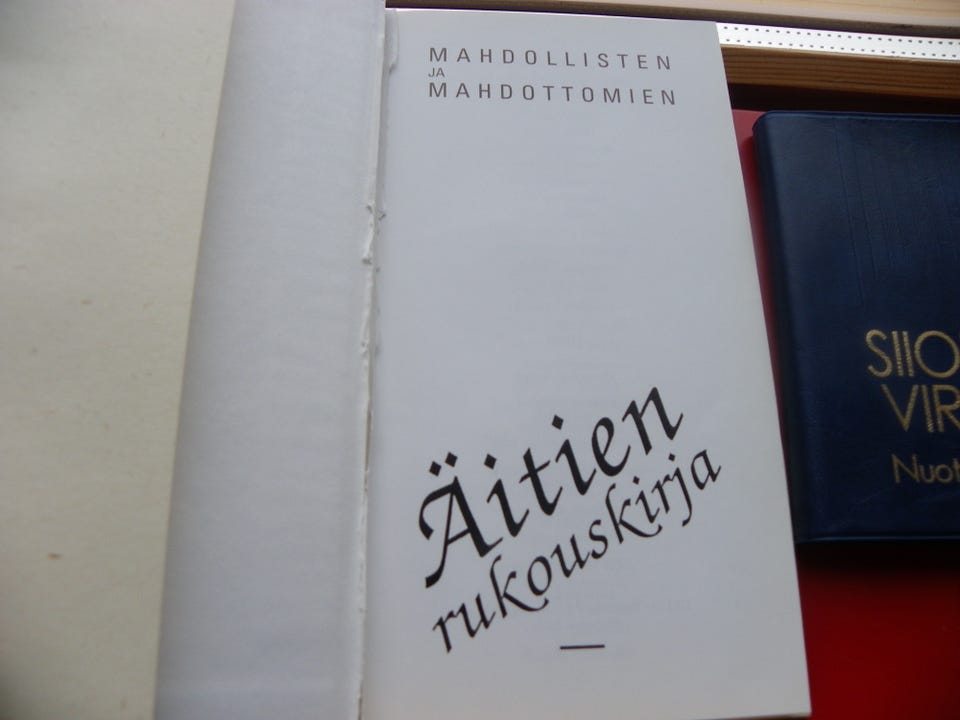 MAHDOLLISTEN
JA
MAHDOTTOMIEN
Äitien
rukouskirja
SIIO
VIR
Nuot